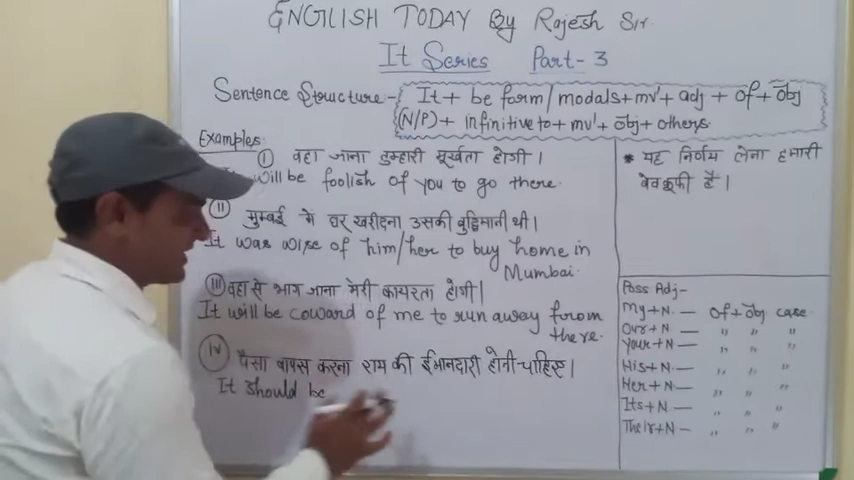 ENGLISH TODAY By Rajesh Sir.
It Series Part-3
Sentence Structure - It + be form/modals+mv¹+ adj + of + obj
(N/P) + infinitive to + mv¹ + obj + others.
Examples:
(I) वहा जाना तुम्हारी मूर्खता होगी।
It will be foolish of you to go there.
(II) मुम्बई मे घर खरीदना उसकी बुद्धिमानी थी।
It was wise of him/her to buy home in
Mumbai.
(III) वहा से भाग जाना मेरी कायरता होगी।
It will be coward of me to run away from
there.
(IV) पैसा वापस करना राम की ईमानदारी होनी चाहिए।
It should be
* यह निर्णय लेना हमारी
बेवकूफी है।
Poss Adj-
My+N. — Of+obj case
Our+N — " " "
Your+N — " " "
His+N — " " "
Her+N — " " "
Its+N — " " "
Their+N — " " "